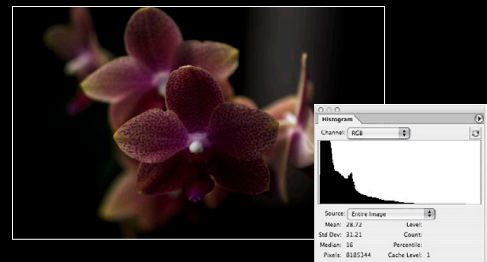 Histogram
Channel: RGB
Source: Entire Image
Mean: 28.72 Level:
Std Dev: 31.21 Count:
Median: 16 Percentile:
Pixels: 8185344 Cache Level: 1